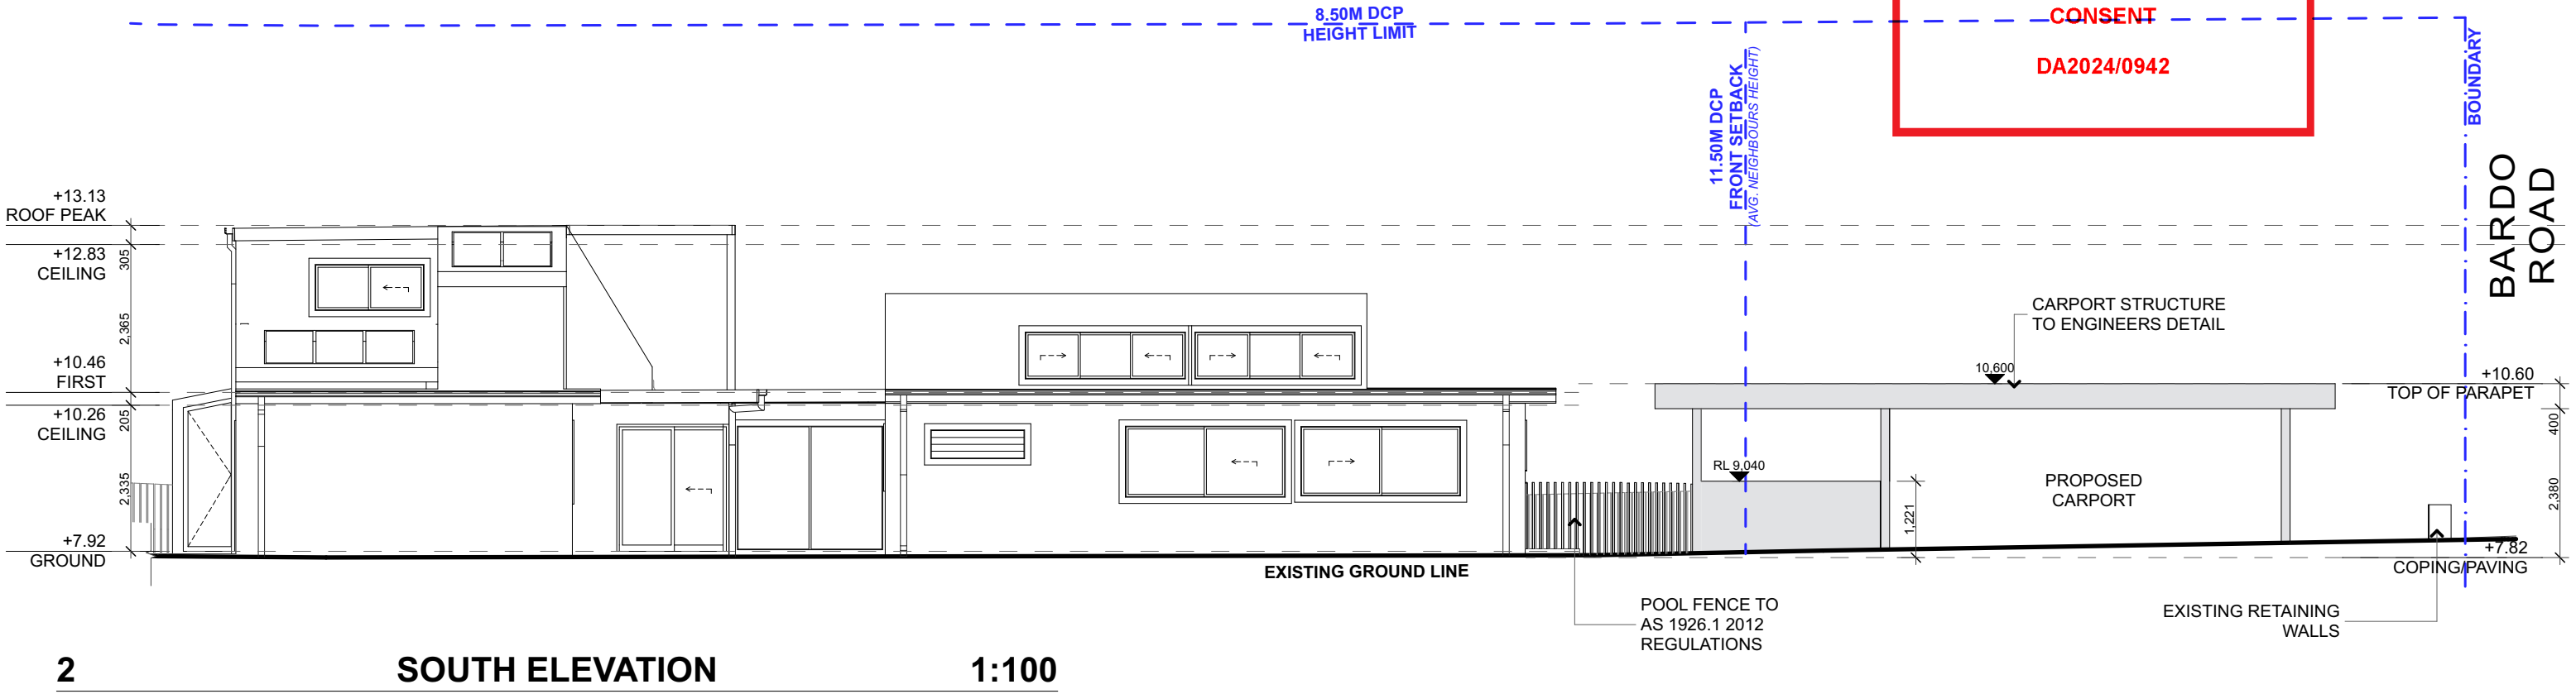 8.50M DCP
HEIGHT LIMIT
CONSENT
DA2024/0942
11.50M DCP
FRONT SETBACK
(AVG. NEIGHBOURS HEIGHT)
BOUNDARY
BARDO
ROAD
+13.13
ROOF PEAK
+12.83
CEILING
305
2,365
+10.46
FIRST
+10.26
CEILING
205
2,335
+7.92
GROUND
CARPORT STRUCTURE
TO ENGINEERS DETAIL
10,600
+10.60
TOP OF PARAPET
400
2,380
RL 9,040
1,221
PROPOSED
CARPORT
+7.82
COPING/PAVING
EXISTING GROUND LINE
POOL FENCE TO
AS 1926.1 2012
REGULATIONS
EXISTING RETAINING
WALLS
2 SOUTH ELEVATION 1:100